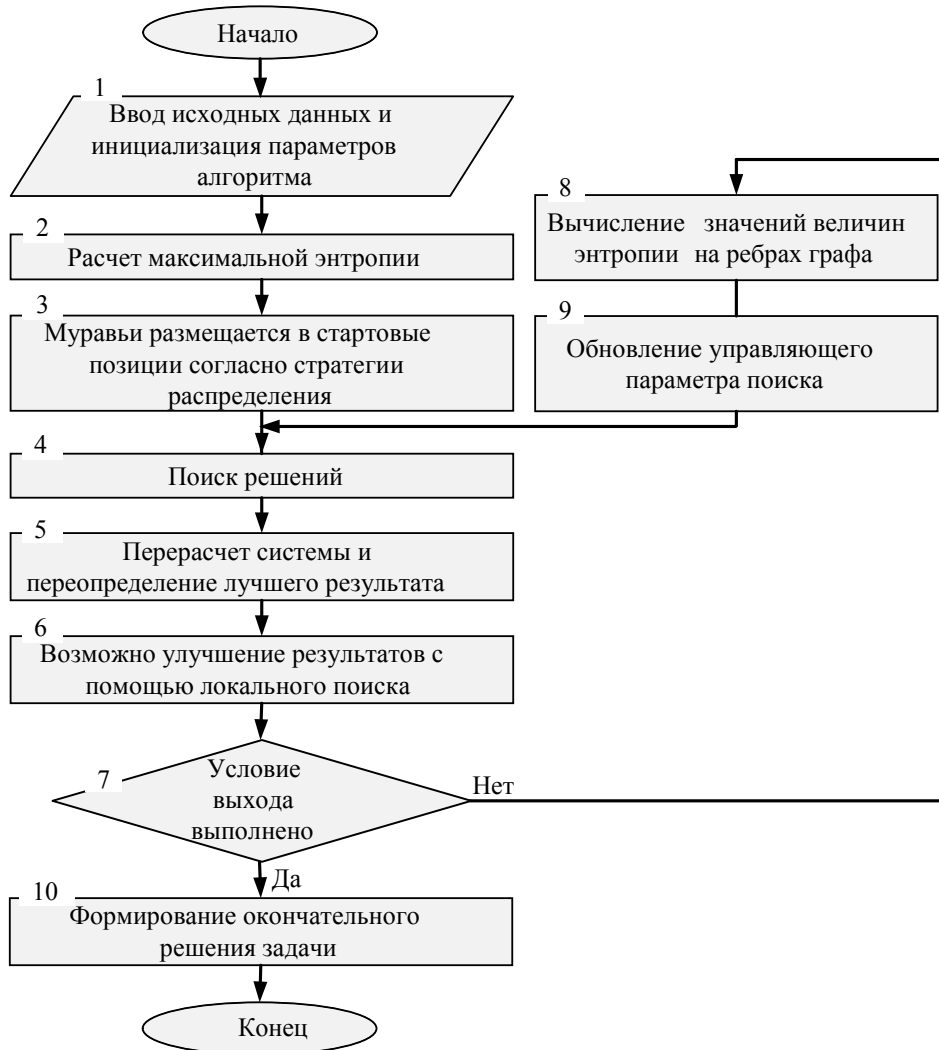 Начало
1
Ввод исходных данных и
инициализация параметров
алгоритма
2
Расчет максимальной энтропии
3
Муравьи размещается в стартовые
позиции согласно стратегии
распределения
4
Поиск решений
5
Перерасчет системы и
переопределение лучшего результата
6
Возможно улучшение результатов с
помощью локального поиска
7
Условие
выхода
выполнено
Нет
Да
8
Вычисление значений величин
энтропии на ребрах графа
9
Обновление управляющего
параметра поиска
10
Формирование окончательного
решения задачи
Конец